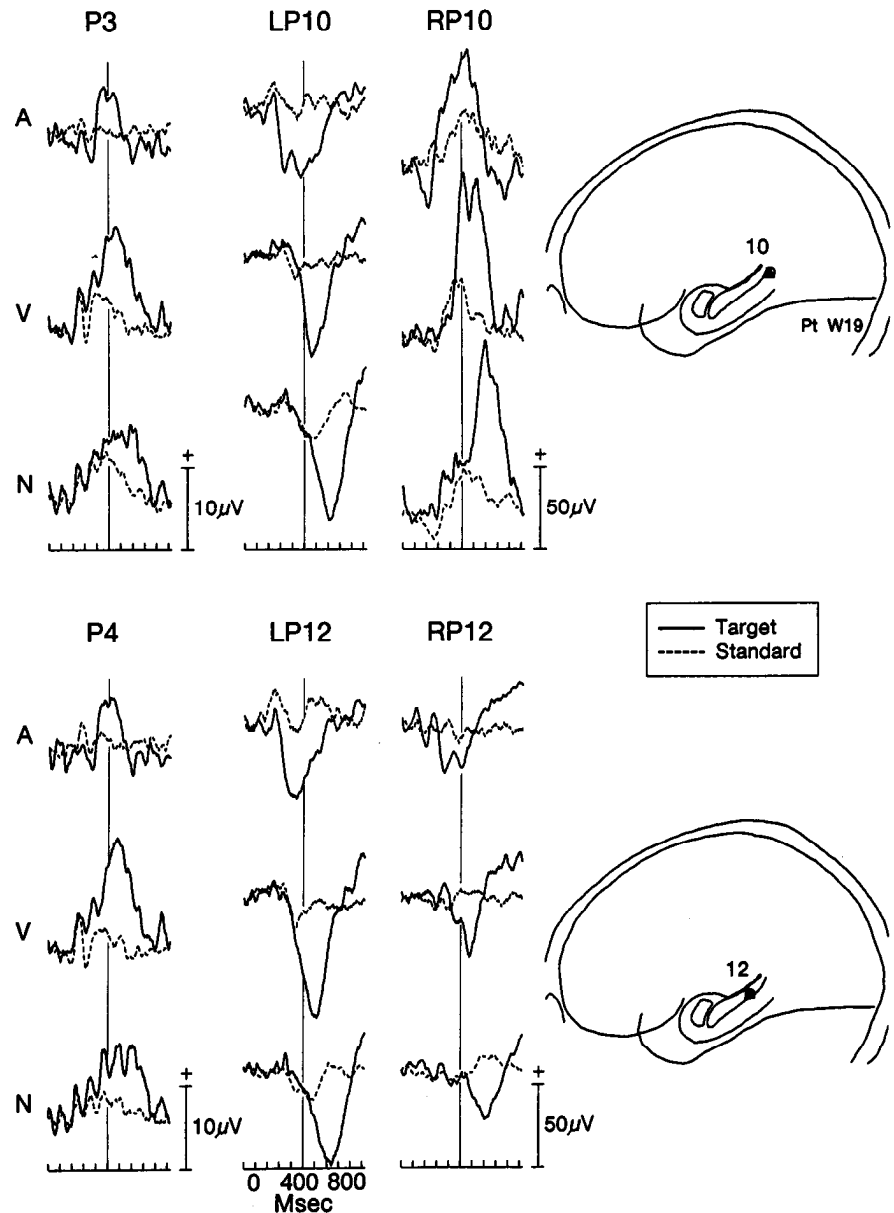 P3 LP10 RP10
A
10
V
Pt W19
N
+ 10µV
+ 50µV
P4 LP12 RP12
Target
Standard
A
12
V
N
+ 10µV
+ 50µV
0 400 800
Msec